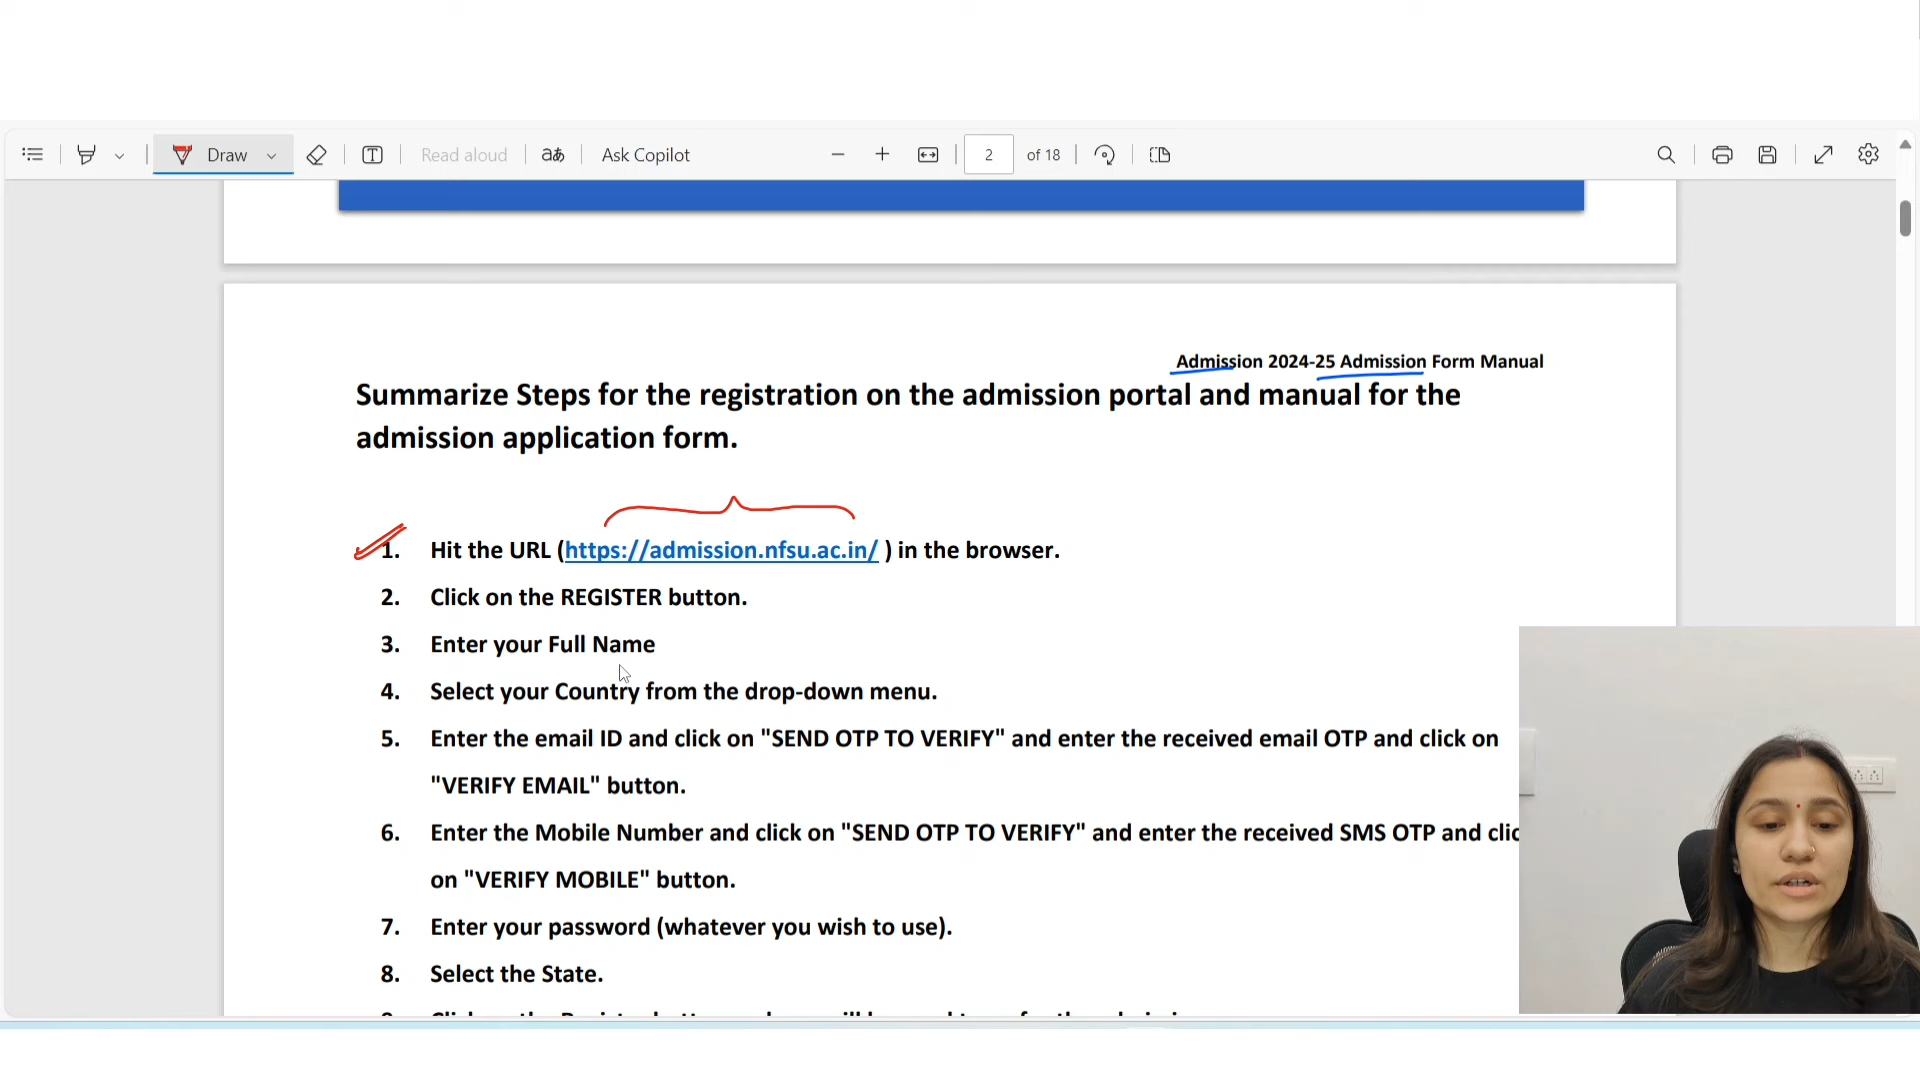 Draw
Read aloud
aあ
Ask Copilot
2
of 18
Admission 2024-25 Admission Form Manual
Summarize Steps for the registration on the admission portal and manual for the
admission application form.
1. Hit the URL (https://admission.nfsu.ac.in/ ) in the browser.
2. Click on the REGISTER button.
3. Enter your Full Name
4. Select your Country from the drop-down menu.
5. Enter the email ID and click on "SEND OTP TO VERIFY" and enter the received email OTP and click on
"VERIFY EMAIL" button.
6. Enter the Mobile Number and click on "SEND OTP TO VERIFY" and enter the received SMS OTP and clic
on "VERIFY MOBILE" button.
7. Enter your password (whatever you wish to use).
8. Select the State.